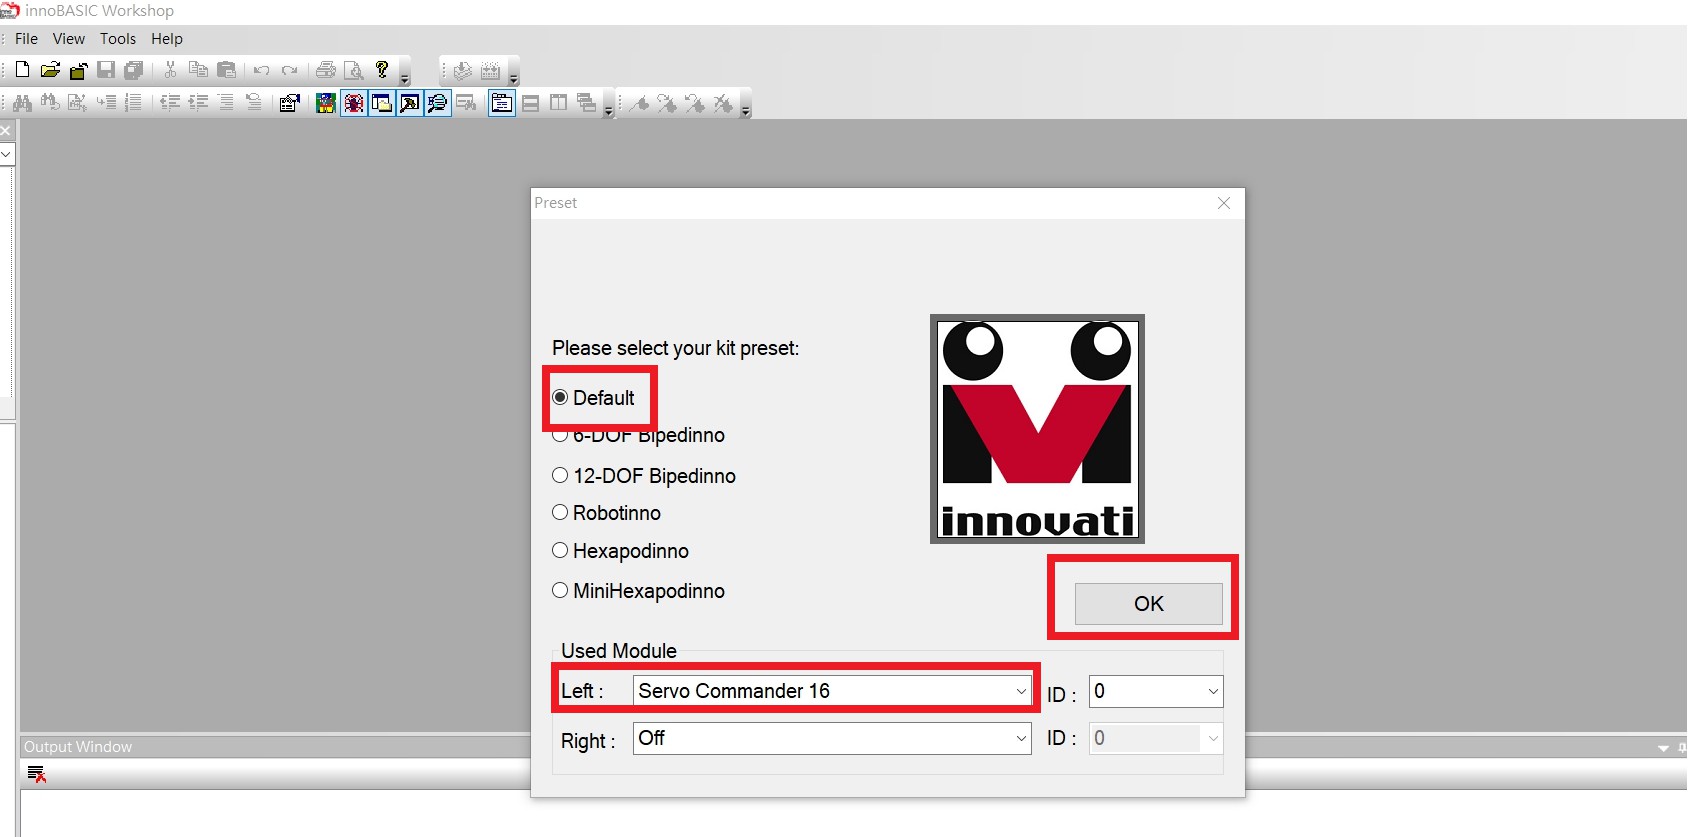 innoBASIC Workshop
File View Tools Help
Preset
Please select your kit preset:
Default
6-DOF Bipedinno
12-DOF Bipedinno
Robotinno
Hexapodinno
MiniHexapodinno
innovati
OK
Used Module
Left : Servo Commander 16 ID : 0
Right : Off ID : 0
Output Window